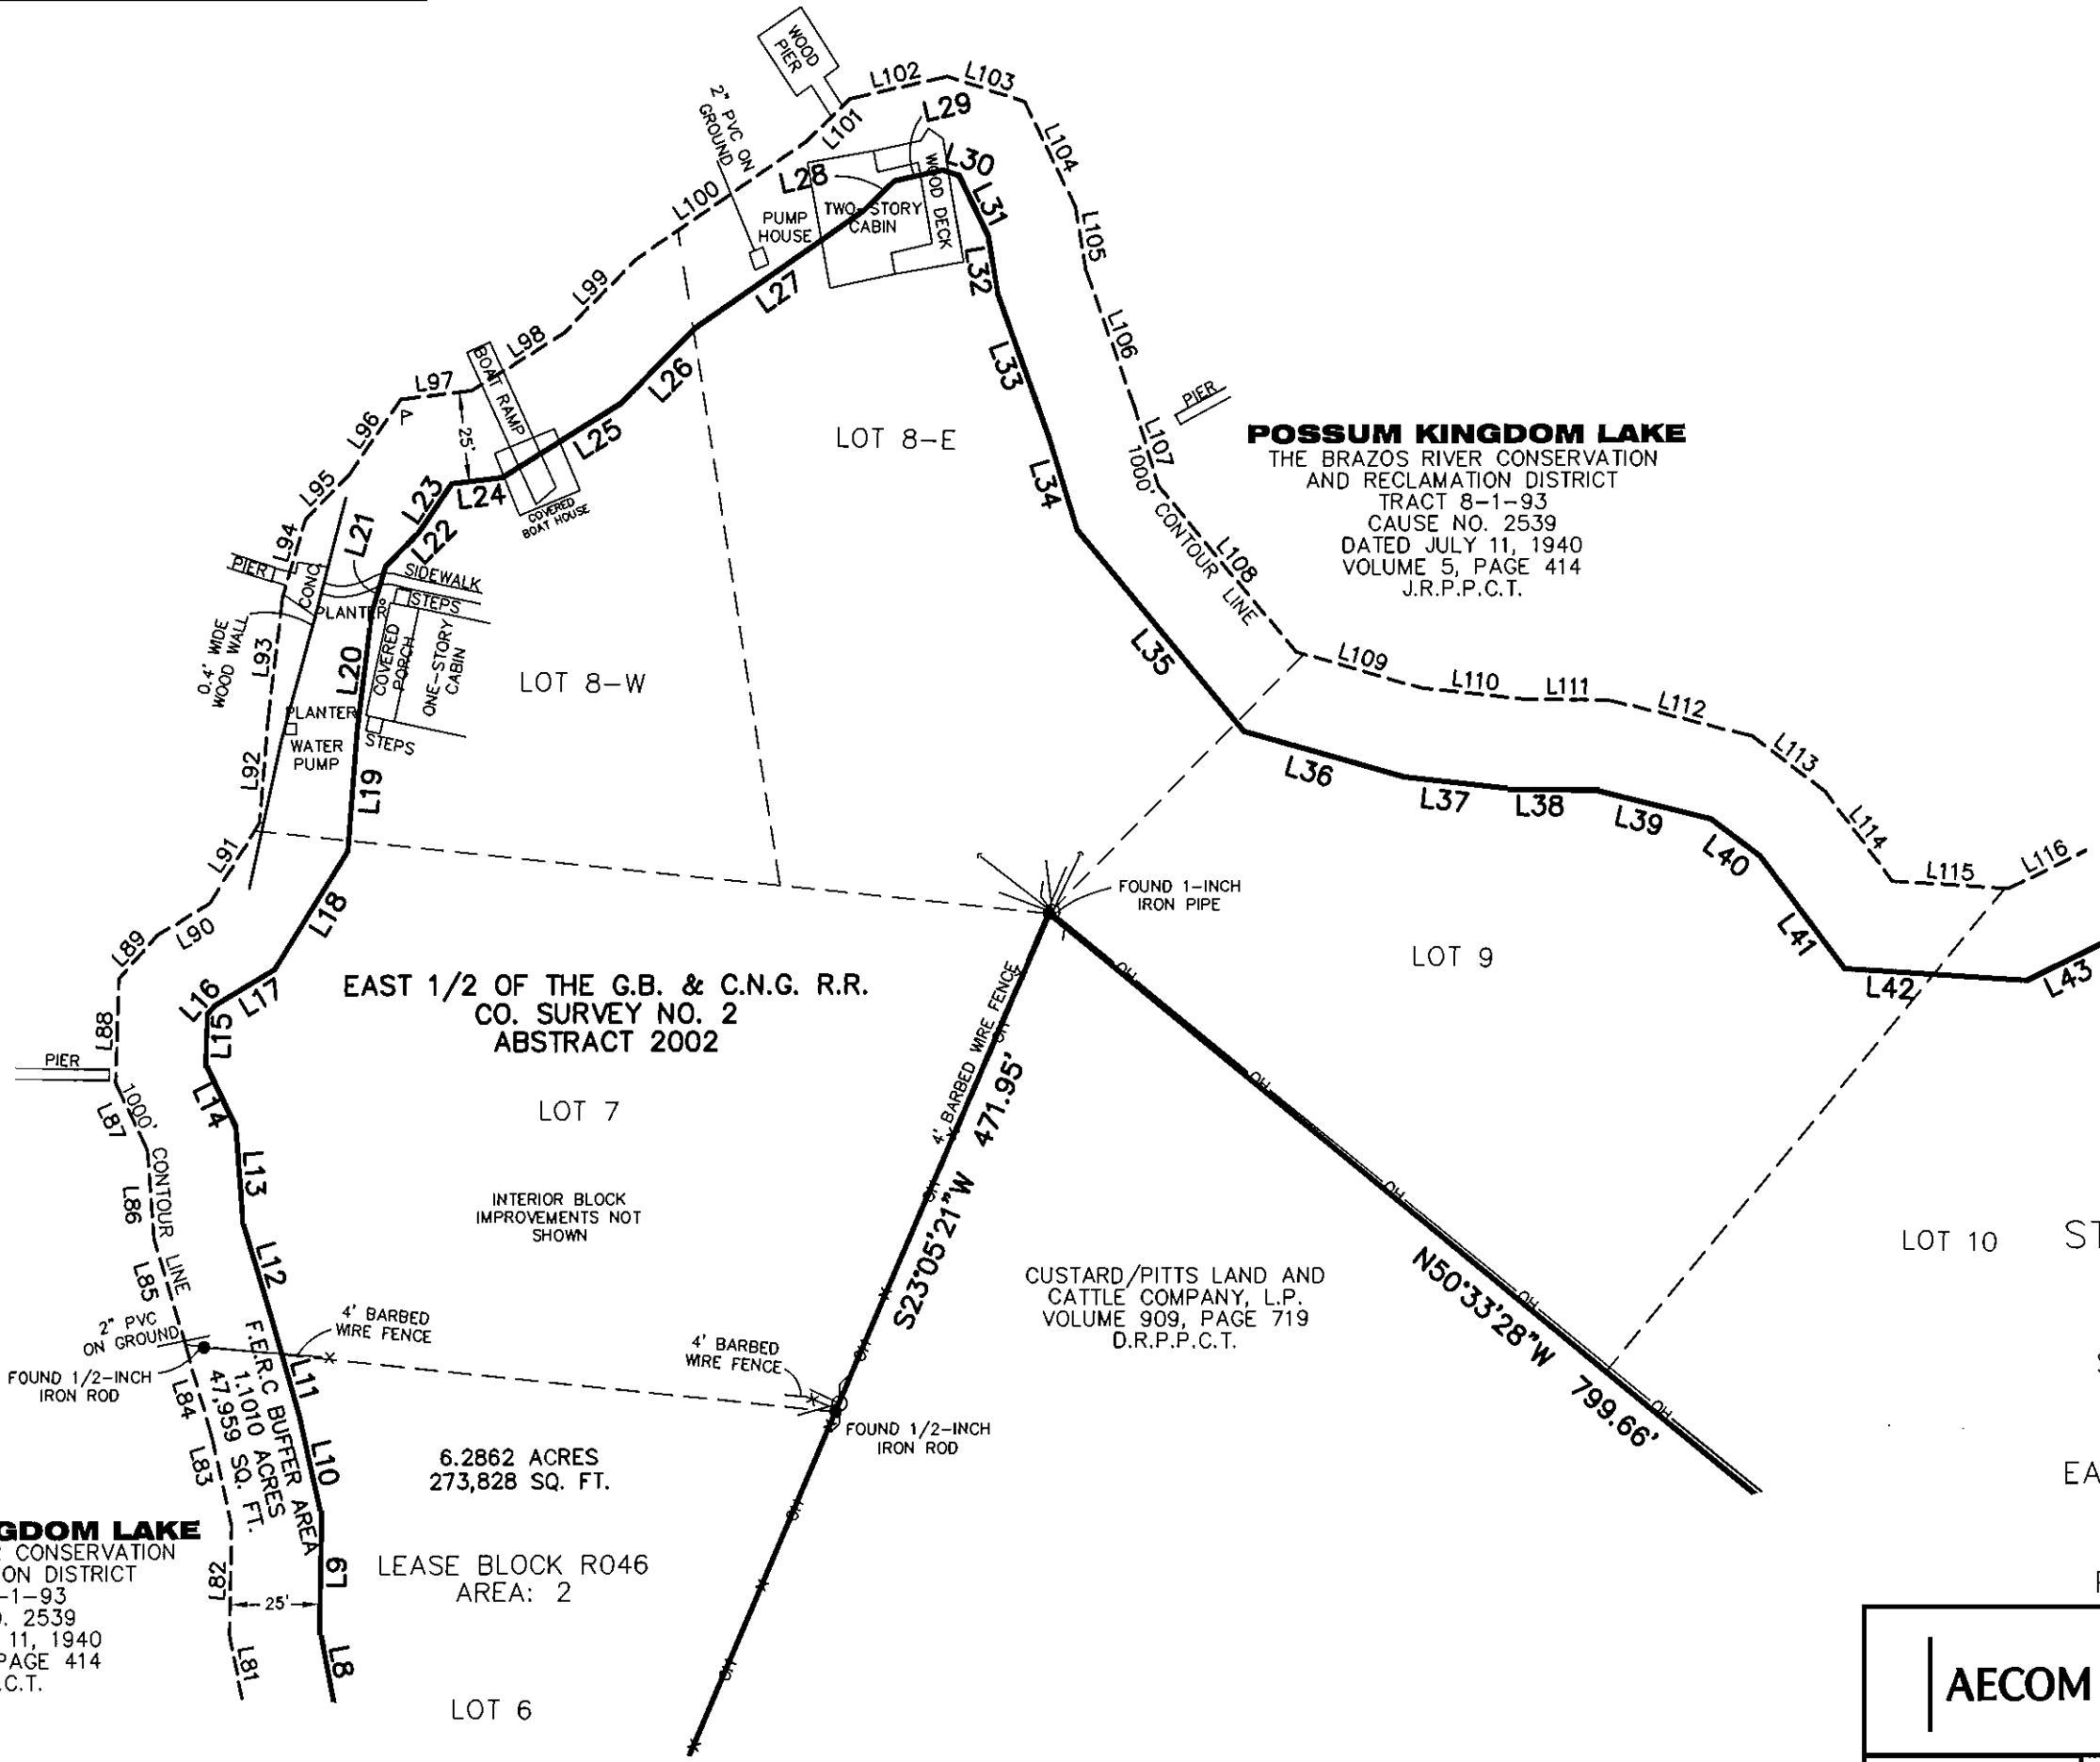 WOOD
PIER
L102
L103
L29
L101
2" PVC ON
GROUND
L104
L30
L28
WOOD DECK
L31
L100
PUMP
HOUSE
TWO-STORY
CABIN
L105
L32
L99
L27
L106
L98
BOAT RAMP
L33
L97
L26
PIER
A
L96
25'
L25
LOT 8-E
L107
POSSUM KINGDOM LAKE
THE BRAZOS RIVER CONSERVATION
AND RECLAMATION DISTRICT
TRACT 8-1-93
CAUSE NO. 2539
DATED JULY 11, 1940
VOLUME 5, PAGE 414
J.R.P.P.C.T.
1000' CONTOUR LINE
L95
L23
L24
L34
COVERED
BOAT HOUSE
L21
L22
L94
L108
PIER
CONC.
SIDEWALK
STEPS
PLANTER
0.4' WIDE
WOOD WALL
L93
L20
COVERED
PORCH
ONE-STORY
CABIN
LOT 8-W
L35
L109
L110
L111
L112
PLANTER
WATER
PUMP
STEPS
L92
L19
L36
L37
L38
L39
L113
L91
L40
L114
L115
L116
FOUND 1-INCH
IRON PIPE
L18
L90
L89
L41
LOT 9
L42
L43
L16
L17
EAST 1/2 OF THE G.B. & C.N.G. R.R.
CO. SURVEY NO. 2
ABSTRACT 2002
OH
L88
L15
PIER
4' BARBED WIRE FENCE
OH
471.95'
OH
L14
L87
1000' CONTOUR LINE
LOT 7
L13
L86
INTERIOR BLOCK
IMPROVEMENTS NOT
SHOWN
OH
S23°05'21"W
OH
LOT 10
ST
L12
L85
CUSTARD/PITTS LAND AND
CATTLE COMPANY, L.P.
VOLUME 909, PAGE 719
D.R.P.P.C.T.
N50°33'28"W
799.66'
OH
2" PVC
ON GROUND
4' BARBED
WIRE FENCE
4' BARBED
WIRE FENCE
OH
S
FOUND 1/2-INCH
IRON ROD
L84
L11
F.E.R.C BUFFER AREA
1.1010 ACRES
47,959 SQ. FT.
OH
FOUND 1/2-INCH
IRON ROD
L83
L10
6.2862 ACRES
273,828 SQ. FT.
EA
OH
GDOM LAKE
CONSERVATION
ON DISTRICT
-1-93
. 2539
11, 1940
PAGE 414
.C.T.
L82
L9
25'
LEASE BLOCK R046
AREA: 2
L81
L8
OH
LOT 6
AECOM